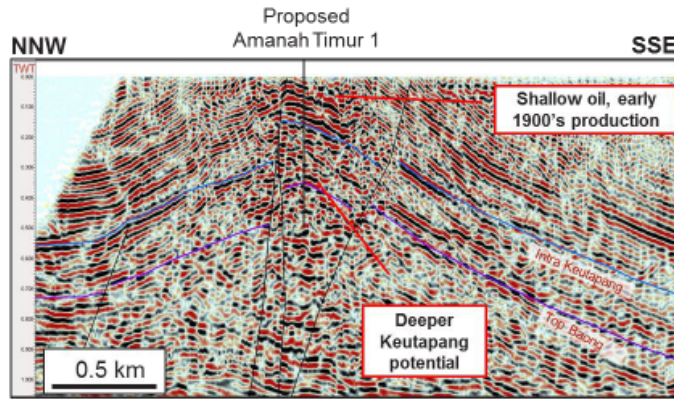 Proposed
Amanah Timur 1
NNW
SSE
TWT
Shallow oil, early
1900's production
Intra Keutapang
Top Baong
Deeper
Keutapang
potential
0.5 km